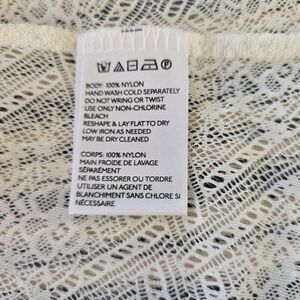 BODY: 100% NYLON
HAND WASH COLD SEPARATELY
DO NOT WRING OR TWIST
USE ONLY NON-CHLORINE
BLEACH
RESHAPE & LAY FLAT TO DRY
LOW IRON AS NEEDED
MAY BE DRY CLEANED
CORPS: 100% NYLON
MAIN FROIDE DE LAVAGE
SÉPARÉMENT
NE PAS ESSORER OU TORDRE
UTILISER UN AGENT DE
BLANCHIMENT SANS CHLORE SI
NÉCESSAIRE